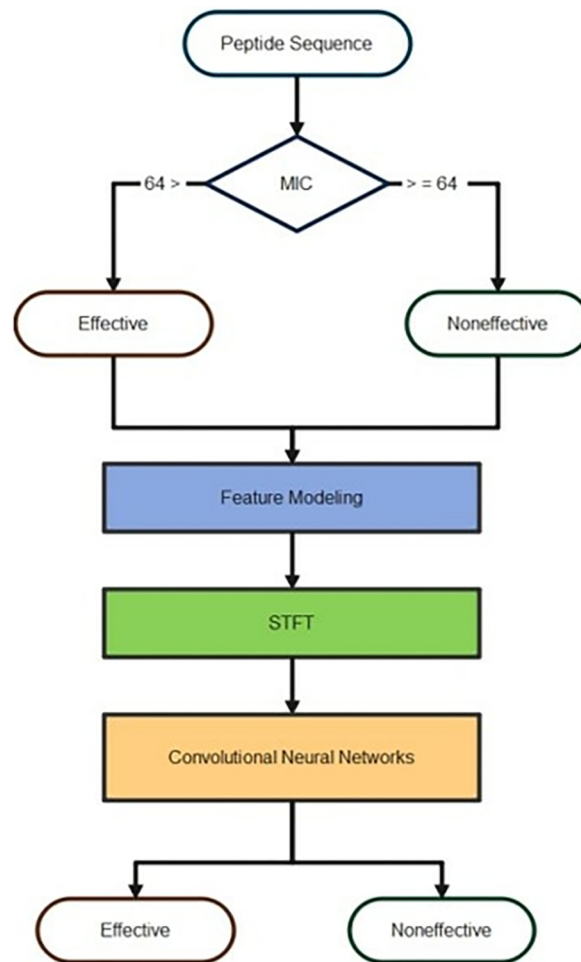 Peptide Sequence
64 >
MIC
> = 64
Effective
Noneffective
Feature Modeling
STFT
Convolutional Neural Networks
Effective
Noneffective